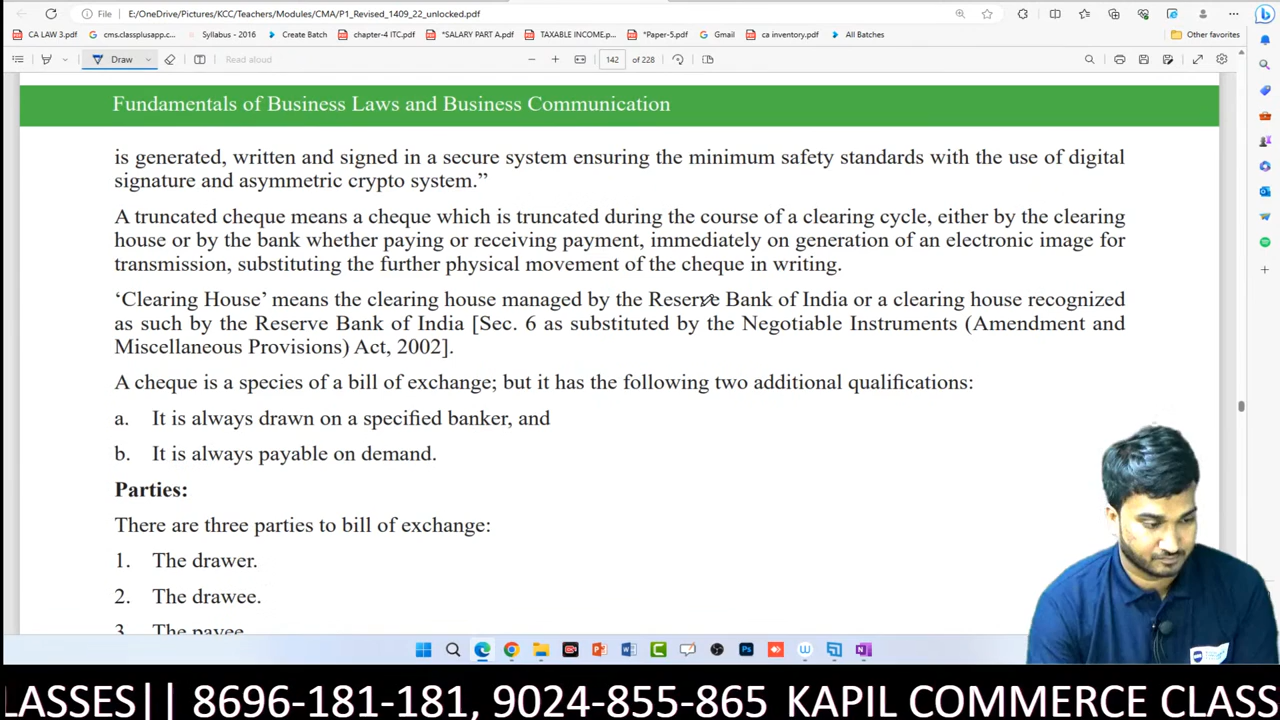 File
E:/OneDrive/Pictures/KCC/Teachers/Modules/CMA/P1_Revised_1409_22_unlocked.pdf
CA LAW 3.pdf
cms.classplusapp.c...
Syllabus - 2016
Create Batch
chapter-4 ITC.pdf
*SALARY PART A.pdf
TAXABLE INCOME.p...
*Paper-5.pdf
Gmail
ca inventory.pdf
All Batches
Other favorites
Draw
Read aloud
142 of 228
Fundamentals of Business Laws and Business Communication
is generated, written and signed in a secure system ensuring the minimum safety standards with the use of digital
signature and asymmetric crypto system.”
A truncated cheque means a cheque which is truncated during the course of a clearing cycle, either by the clearing
house or by the bank whether paying or receiving payment, immediately on generation of an electronic image for
transmission, substituting the further physical movement of the cheque in writing.
‘Clearing House’ means the clearing house managed by the Reserve Bank of India or a clearing house recognized
as such by the Reserve Bank of India [Sec. 6 as substituted by the Negotiable Instruments (Amendment and
Miscellaneous Provisions) Act, 2002].
A cheque is a species of a bill of exchange; but it has the following two additional qualifications:
a. It is always drawn on a specified banker, and
b. It is always payable on demand.
Parties:
There are three parties to bill of exchange:
1. The drawer.
2. The drawee.
3. The payee
LASSES|| 8696-181-181, 9024-855-865 KAPIL COMMERCE CLASS